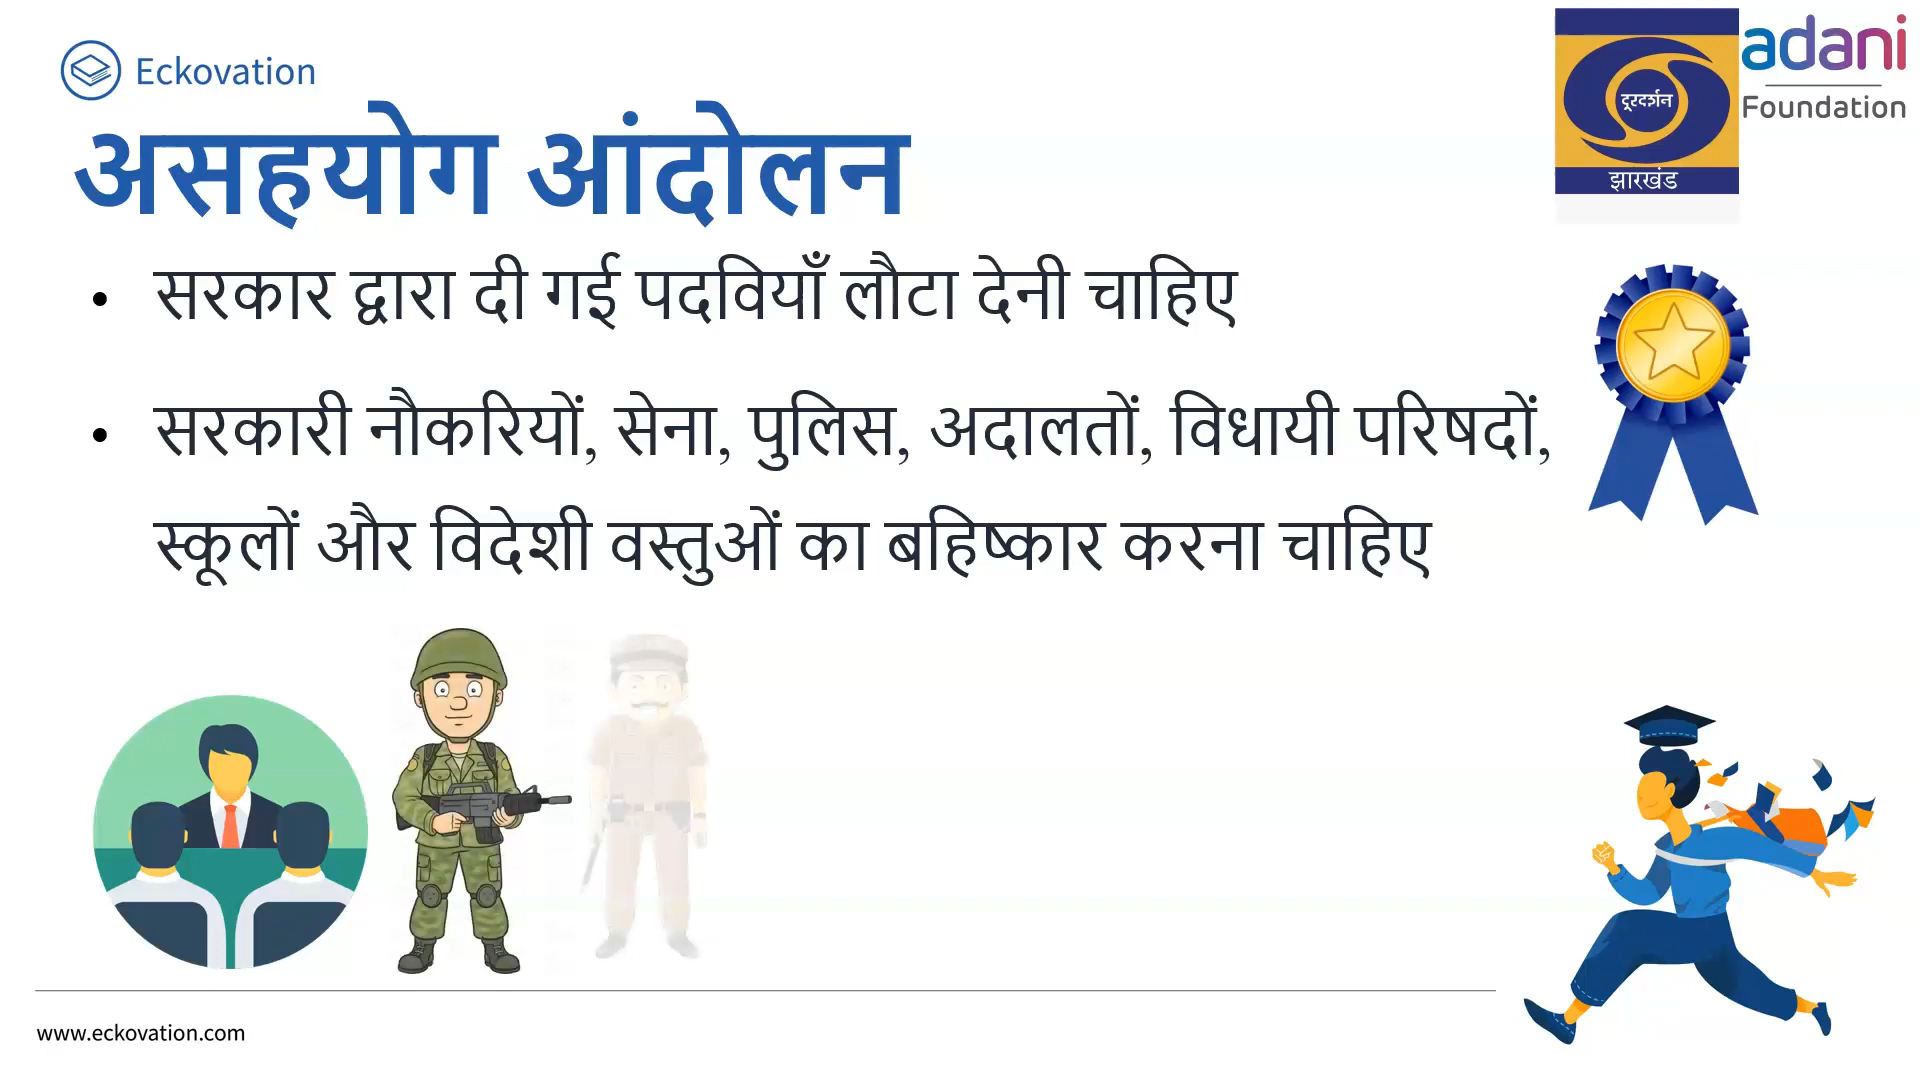 Eckovation
दूरदर्शन
झारखंड
adani
Foundation
असहयोग आंदोलन
• सरकार द्वारा दी गई पदवियाँ लौटा देनी चाहिए
• सरकारी नौकरियों, सेना, पुलिस, अदालतों, विधायी परिषदों,
स्कूलों और विदेशी वस्तुओं का बहिष्कार करना चाहिए
www.eckovation.com